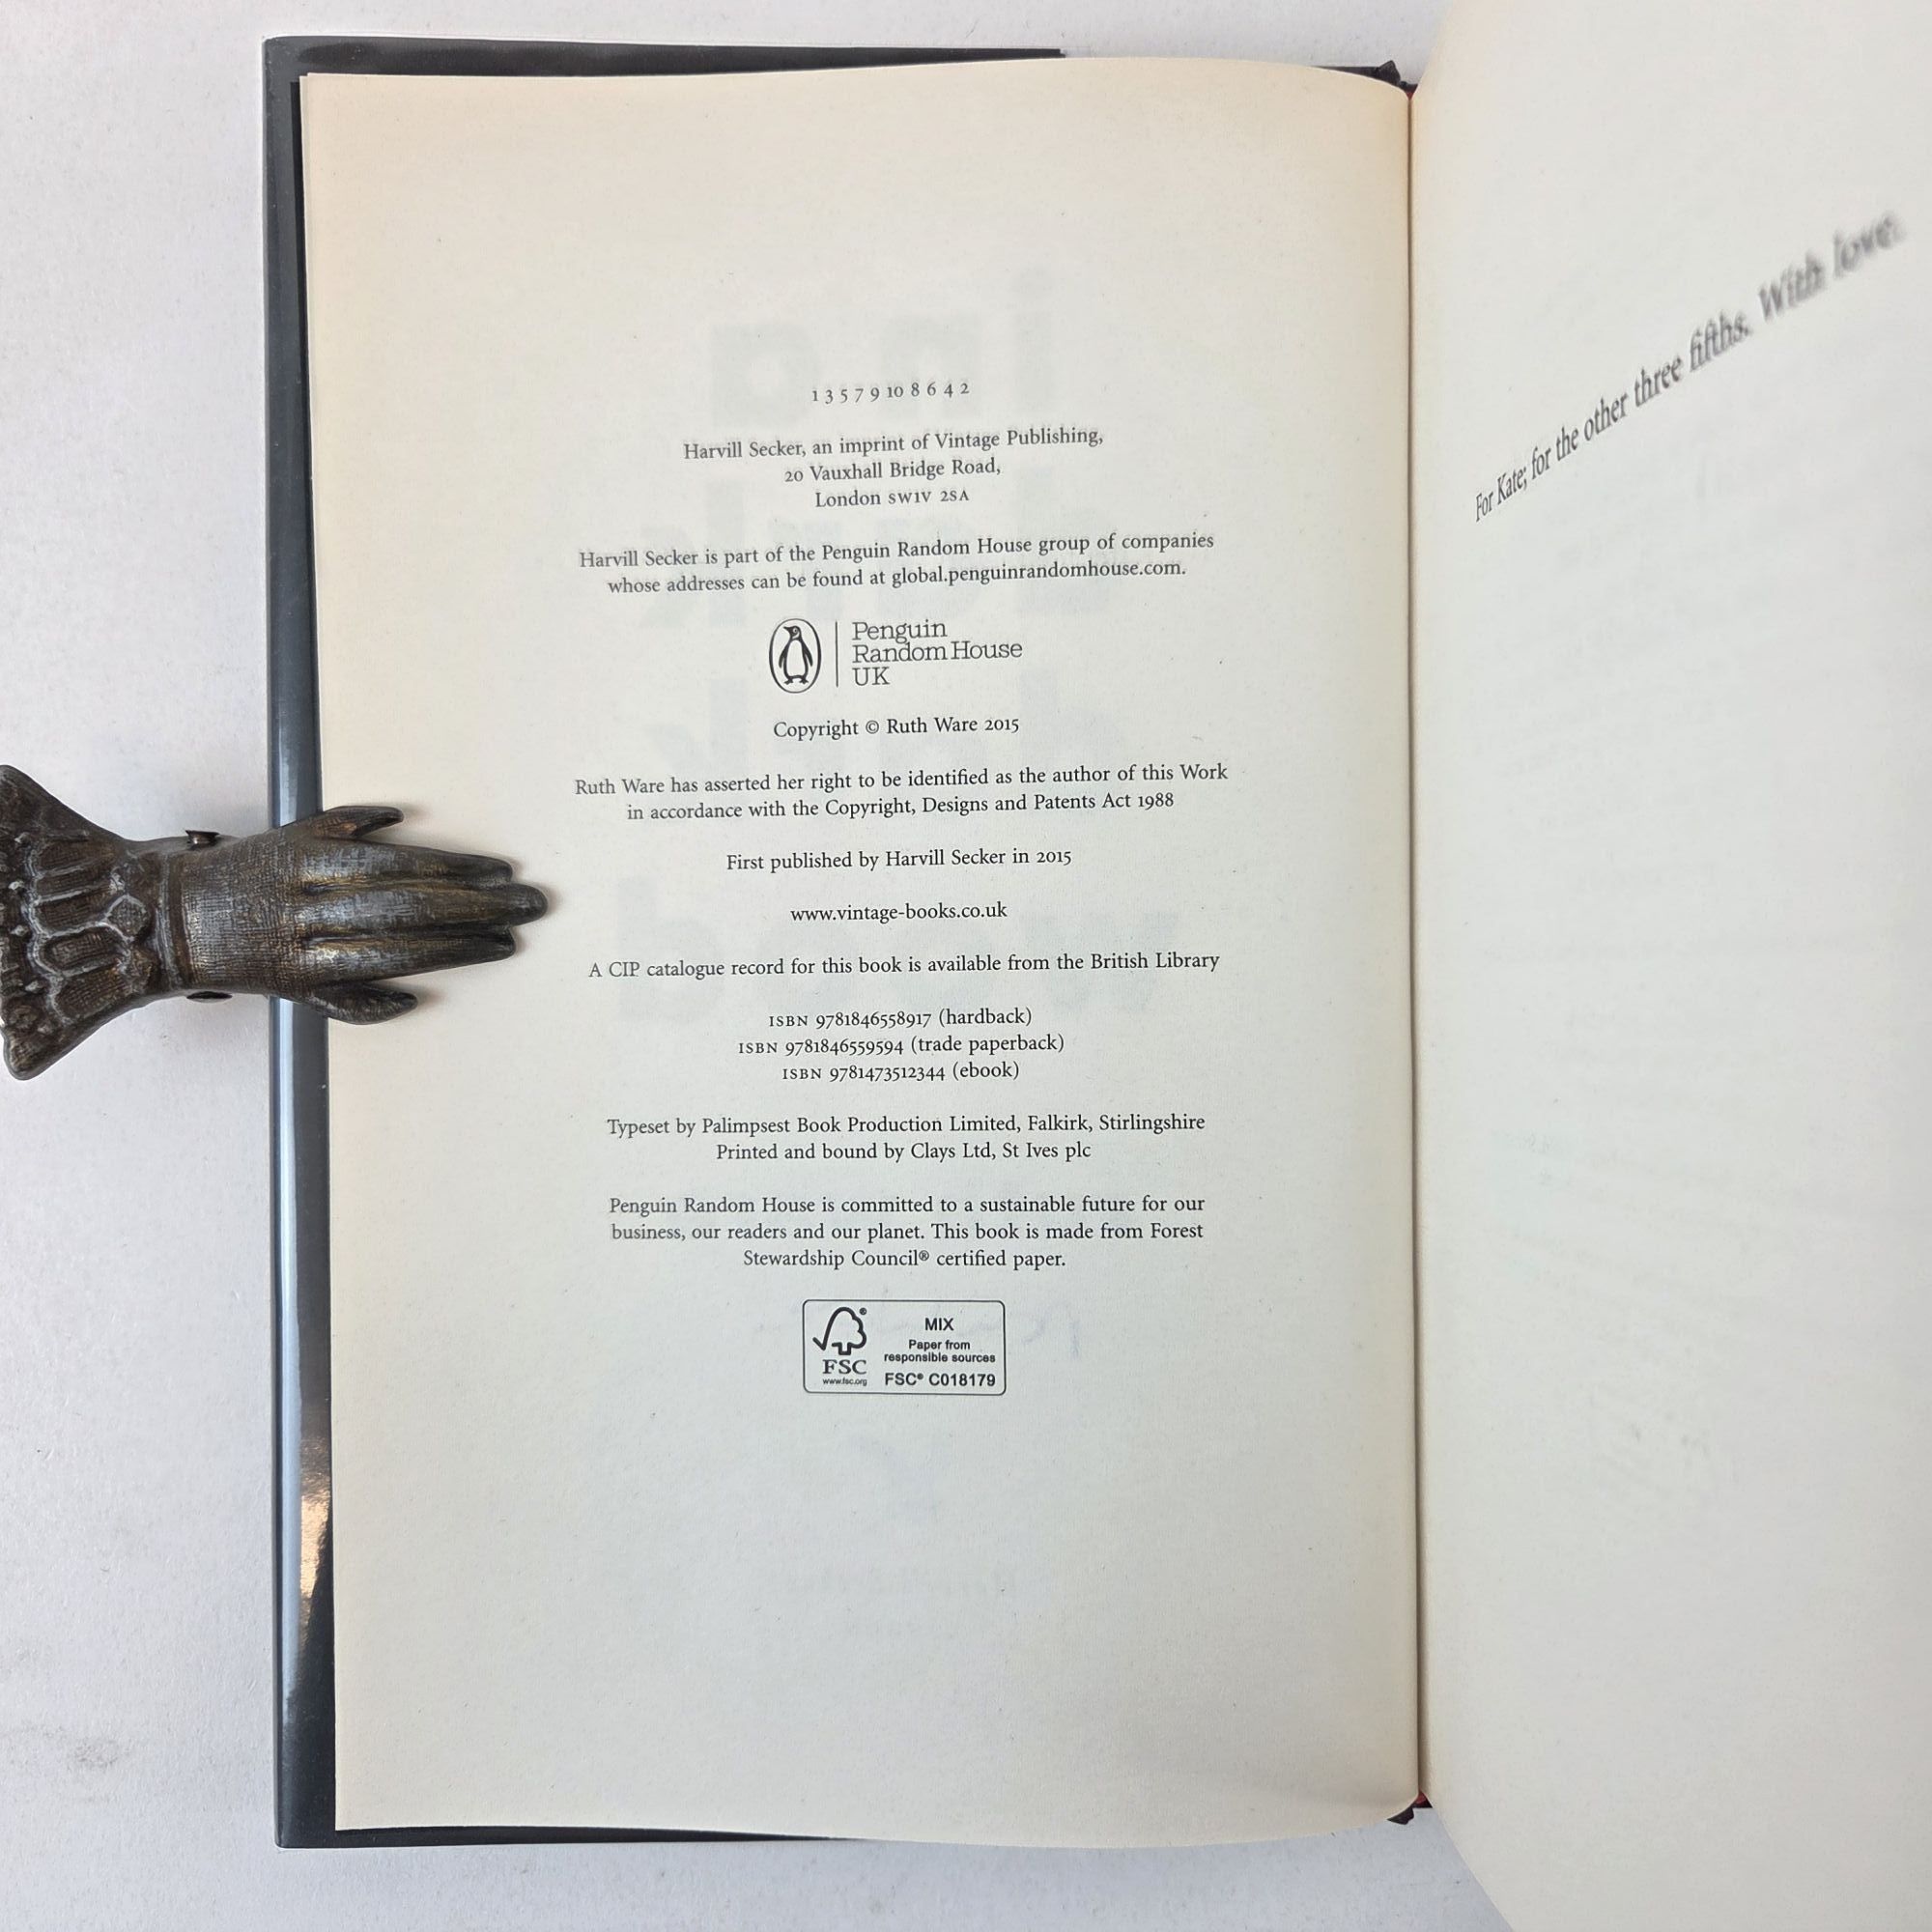 1 3 5 7 9 10 8 6 4 2
Harvill Secker, an imprint of Vintage Publishing,
20 Vauxhall Bridge Road,
London SW1V 2SA
Harvill Secker is part of the Penguin Random House group of companies
whose addresses can be found at global.penguinrandomhouse.com.
Penguin
Random House
UK
Copyright © Ruth Ware 2015
Ruth Ware has asserted her right to be identified as the author of this Work
in accordance with the Copyright, Designs and Patents Act 1988
First published by Harvill Secker in 2015
www.vintage-books.co.uk
A CIP catalogue record for this book is available from the British Library
ISBN 9781846558917 (hardback)
ISBN 9781846559594 (trade paperback)
ISBN 9781473512344 (ebook)
Typeset by Palimpsest Book Production Limited, Falkirk, Stirlingshire
Printed and bound by Clays Ltd, St Ives plc
Penguin Random House is committed to a sustainable future for our
business, our readers and our planet. This book is made from Forest
Stewardship Council® certified paper.
FSC
www.fsc.org
MIX
Paper from
responsible sources
FSC® C018179
For Kate; for the other three fifths. With love.